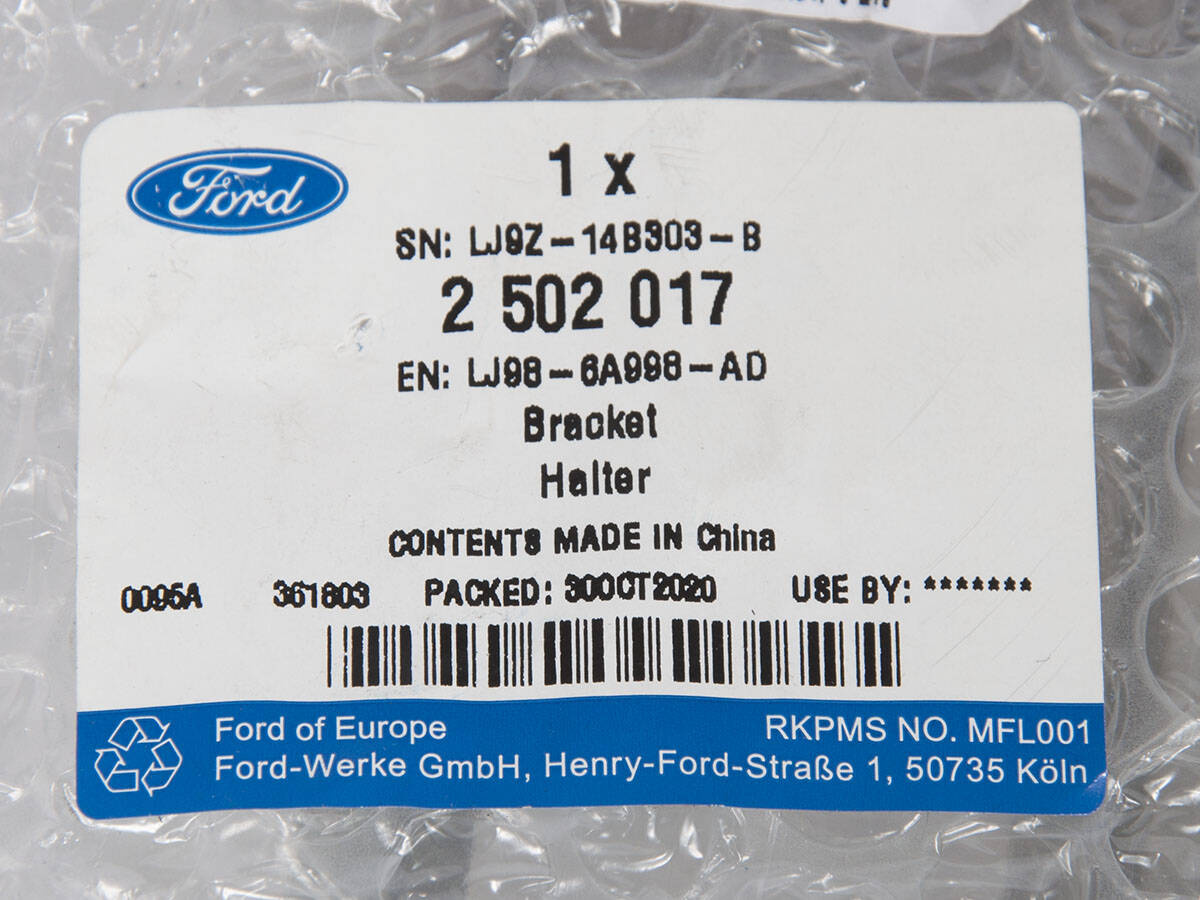 Ford
1 x
SN: LJ9Z-14B303-B
2 502 017
EN: LJ98-6A998-AD
Bracket
Halter
CONTENTS MADE IN China
0095A 361803 PACKED: 30OCT2020 USE BY: *******
Ford of Europe RKPMS NO. MFL001
Ford-Werke GmbH, Henry-Ford-Straße 1, 50735 Köln